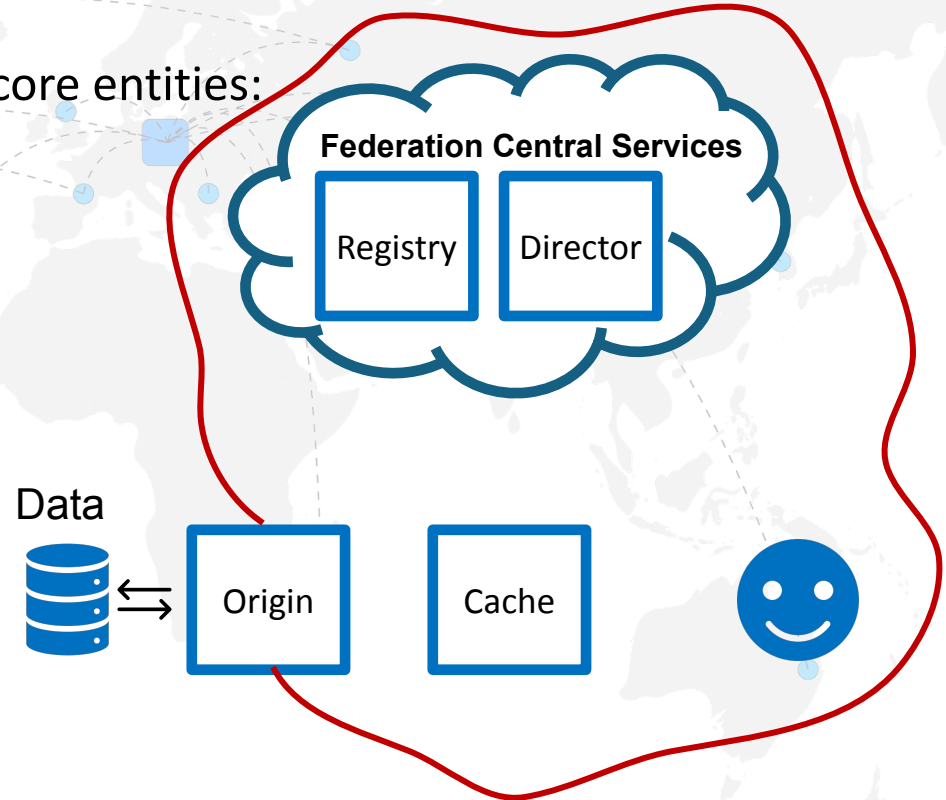 core entities:
Federation Central Services
Registry
Director
Data
Origin
Cache